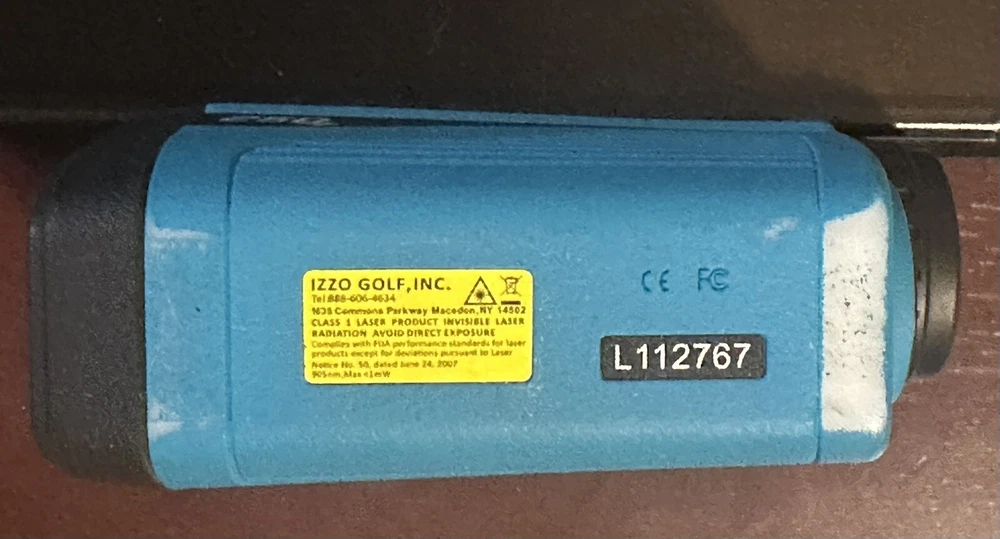 IZZO GOLF,INC.
Tel:888-606-4634
1635 Commons Parkway Macedon,NY 14502
CLASS 1 LASER PRODUCT INVISIBLE LASER
RADIATION AVOID DIRECT EXPOSURE
Complies with FDA performance standards for laser
products except for deviations pursuant to Laser
Notice No. 50, dated June 24, 2007
905nm,Max <1mW
CE FC
L112767